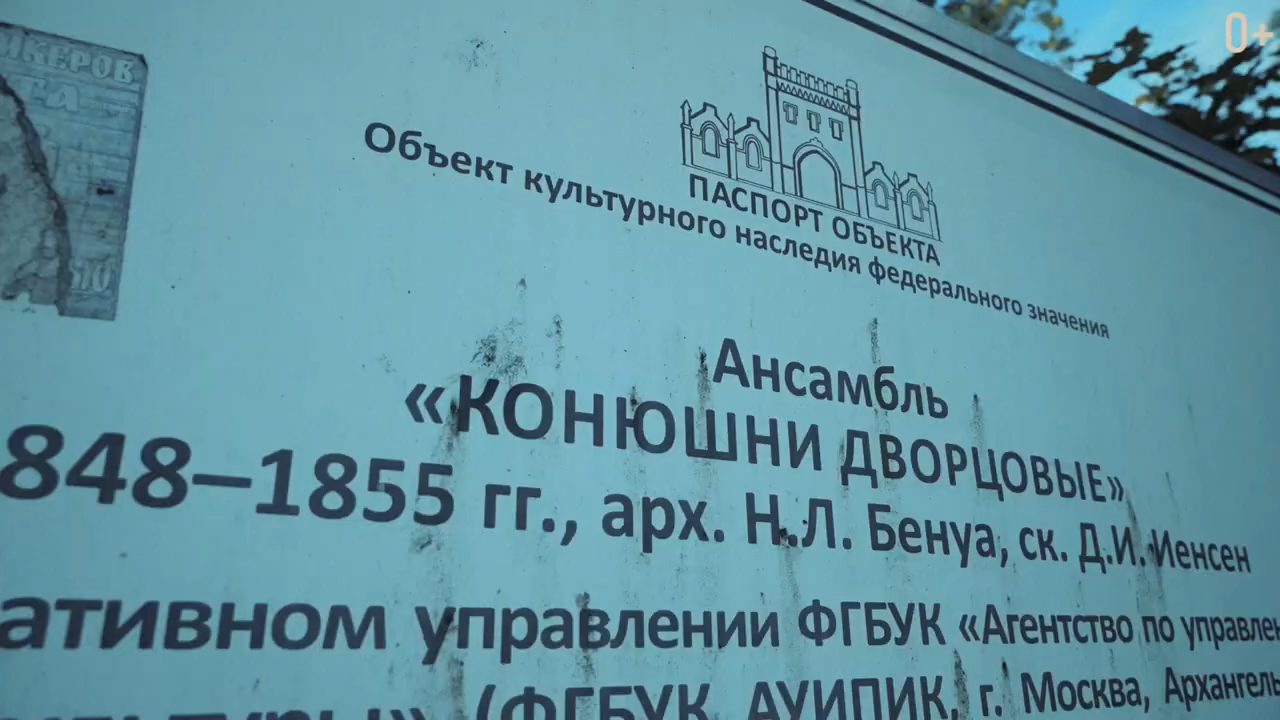 0+
ПАСПОРТ ОБЪЕКТА
Объект культурного наследия федерального значения
Ансамбль
«КОНЮШНИ ДВОРЦОВЫЕ»
848–1855 гг., арх. Н.Л. Бенуа, ск. Д.И. Иенсен
ативном управлении ФГБУК «Агентство по управлен
(ФГБУК АУИПИК, г. Москва, Архангель